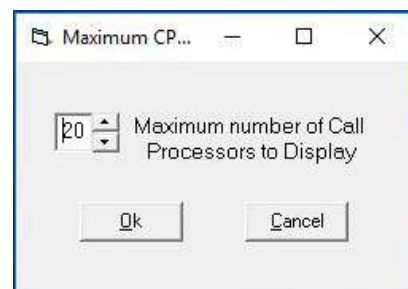 Maximum CP...
20
Maximum number of Call
Processors to Display
Ok
Cancel